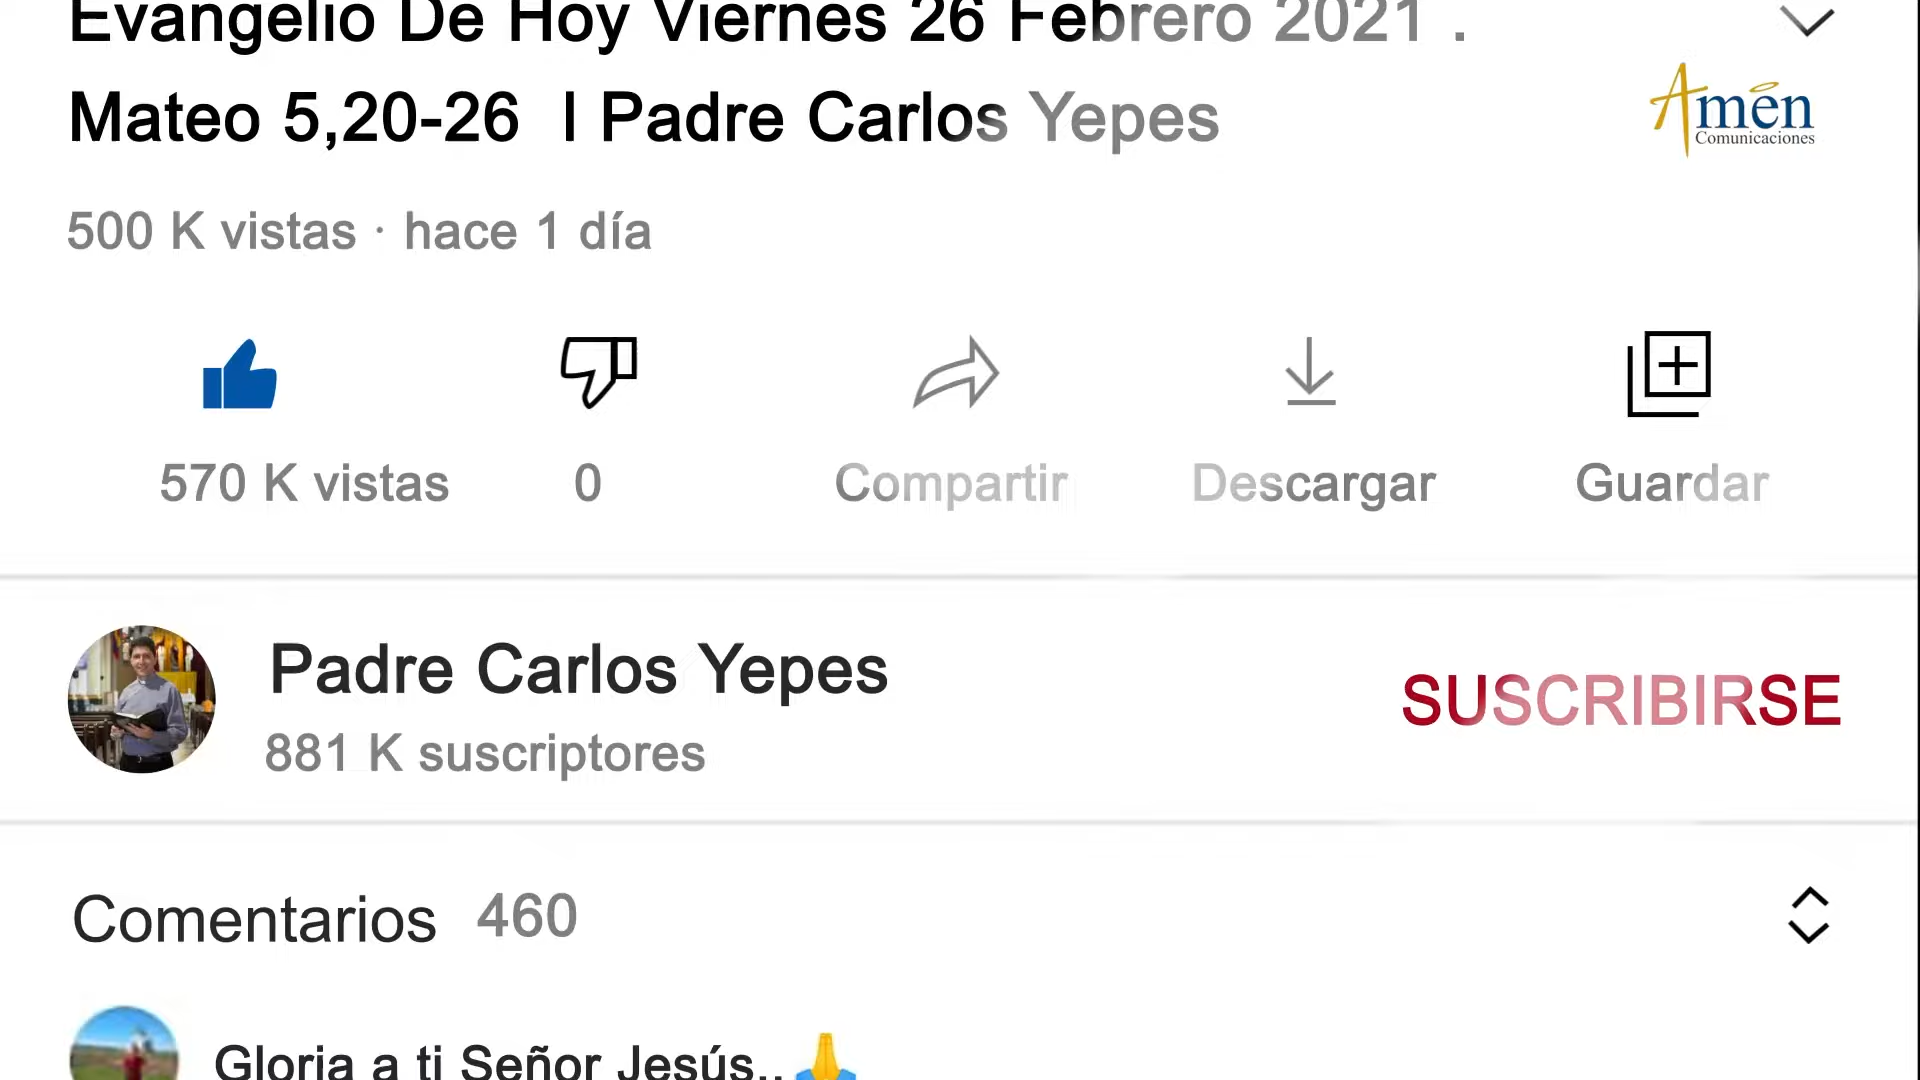 Evangelio De Hoy Viernes 26 Febrero 2021 .
Mateo 5,20-26 l Padre Carlos Yepes
Amén
Comunicaciones
500 K vistas · hace 1 día
570 K vistas 0 Compartir Descargar Guardar
Padre Carlos Yepes
881 K suscriptores
SUSCRIBIRSE
Comentarios 460
Gloria a ti Señor Jesús.. 🙏